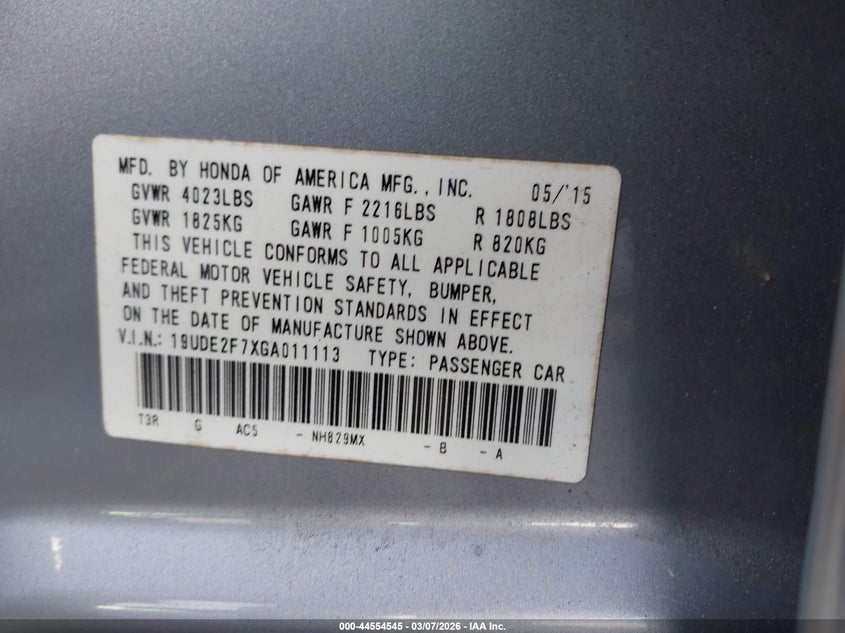 MFD. BY HONDA OF AMERICA MFG., INC. 05/'15
GVWR 4023LBS GAWR F 2216LBS R 1808LBS
GVWR 1825KG GAWR F 1005KG R 820KG
THIS VEHICLE CONFORMS TO ALL APPLICABLE
FEDERAL MOTOR VEHICLE SAFETY, BUMPER,
AND THEFT PREVENTION STANDARDS IN EFFECT
ON THE DATE OF MANUFACTURE SHOWN ABOVE.
V.I.N.: 19UDE2F7XGA011113 TYPE: PASSENGER CAR
T3R G AC5 - NH829MX - B - A
000-44554545 — 03/07/2026 — IAA Inc.